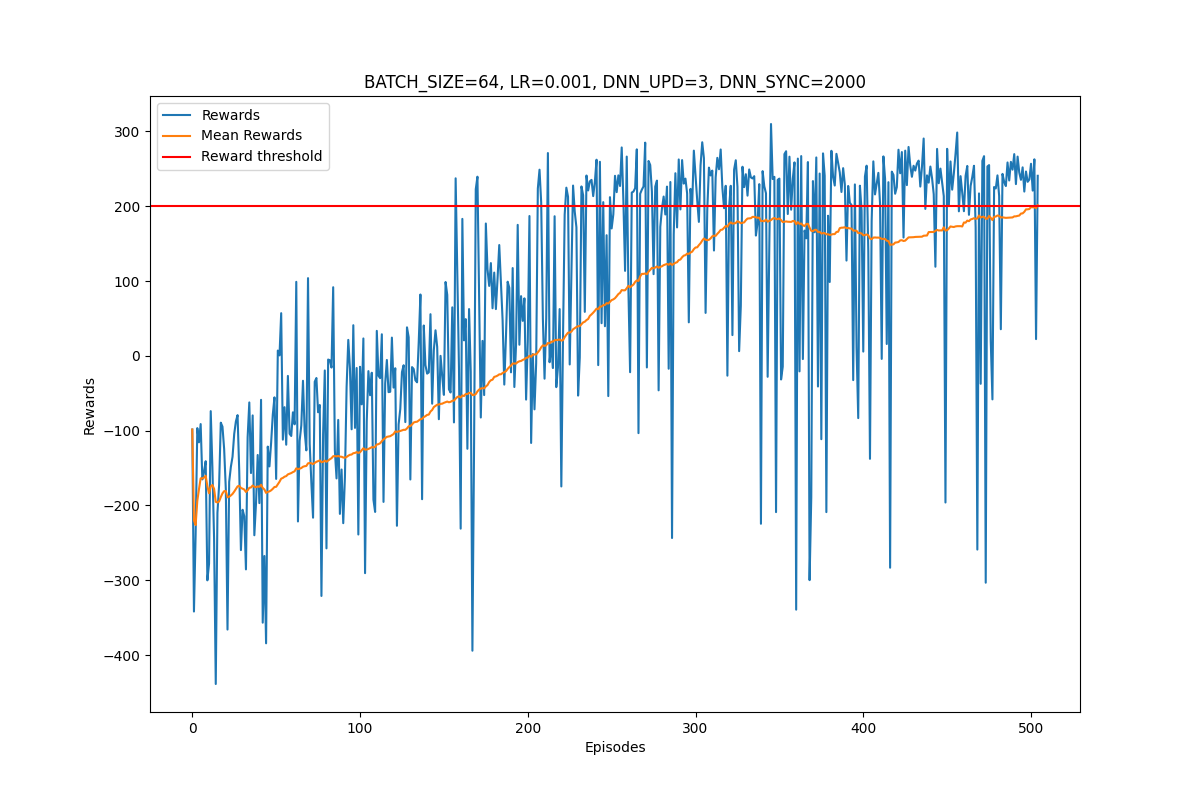 BATCH_SIZE=64, LR=0.001, DNN_UPD=3, DNN_SYNC=2000
Rewards
Mean Rewards
Reward threshold
300
200
100
0
−100
−200
−300
−400
Rewards
0
100
200
300
400
500
Episodes